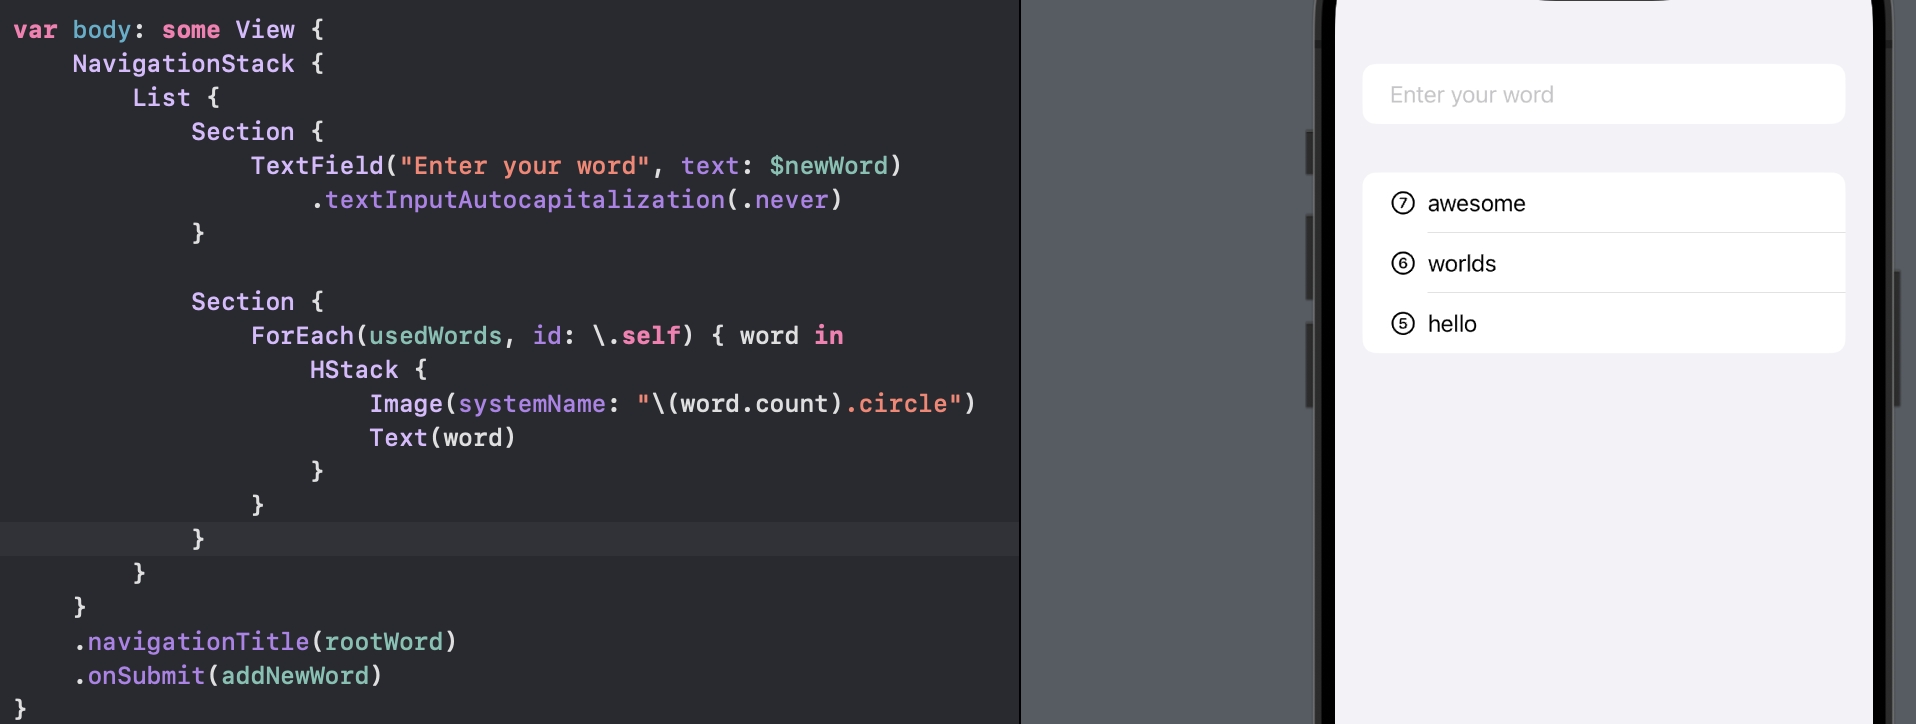 var body: some View {
    NavigationStack {
        List {
            Section {
                TextField("Enter your word", text: $newWord)
                    .textInputAutocapitalization(.never)
            }

            Section {
                ForEach(usedWords, id: \.self) { word in
                    HStack {
                        Image(systemName: "\(word.count).circle")
                        Text(word)
                    }
                }
            }
        }
    }
    .navigationTitle(rootWord)
    .onSubmit(addNewWord)
}
Enter your word
7 awesome
6 worlds
5 hello